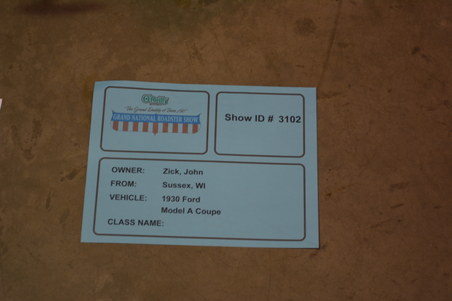 GRAND NATIONAL ROADSTER SHOW
Show ID # 3102
OWNER: Zick, John
FROM: Sussex, WI
VEHICLE: 1930 Ford
Model A Coupe
CLASS NAME: